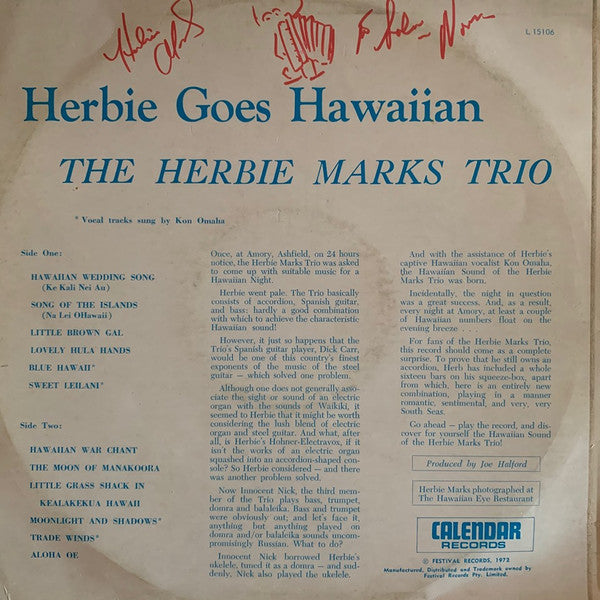 Herbie Marks
to
Norm
L 15106
Herbie Goes Hawaiian
THE HERBIE MARKS TRIO
* Vocal tracks sung by Kon Omaha
Side One:
HAWAIIAN WEDDING SONG
(Ke Kali Nei Au)
SONG OF THE ISLANDS
(Na Lei OHawaii)
LITTLE BROWN GAL
LOVELY HULA HANDS
BLUE HAWAII*
SWEET LEILANI*
Side Two:
HAWAIIAN WAR CHANT
THE MOON OF MANAKOORA
LITTLE GRASS SHACK IN
KEALAKEKUA HAWAII
MOONLIGHT AND SHADOWS*
TRADE WINDS*
ALOHA OE
Once, at Amory, Ashfield, on 24 hours
notice, the Herbie Marks Trio was asked
to come up with suitable music for a
Hawaiian Night.
Herbie went pale. The Trio basically
consists of accordion, Spanish guitar,
and bass: hardly a good combination
with which to achieve the characteristic
Hawaiian sound!
However, it just so happens that the
Trio's Spanish guitar player, Dick Carr,
would be one of this country's finest
exponents of the music of the steel
guitar — which solved one problem.
Although one does not generally asso-
ciate the sight or sound of an electric
organ with the sounds of Waikiki, it
seemed to Herbie that it might be worth
considering the lush blend of electric
organ and steel guitar. And what, after
all, is Herbie's Hohner-Electravox, if it
isn't the works of an electric organ
squashed into an accordion-shaped con-
sole? So Herbie considered — and there
was another problem solved.
Now Innocent Nick, the third mem-
ber of the Trio plays bass, trumpet,
domra and balaleika. Bass and trumpet
were obviously out; and let's face it,
anything but anything played on
domra and/or balaleika sounds uncom-
promisingly Russian. What to do?
Innocent Nick borrowed Herbie's
ukelele, tuned it as a domra — and sud-
denly, Nick also played the ukelele.
And with the assistance of Herbie's
captive Hawaiian vocalist Kon Omaha,
the Hawaiian Sound of the Herbie
Marks Trio was born.
Incidentally, the night in question
was a great success. And, as a result,
every night at Amory, at least a couple
of Hawaiian numbers float on the
evening breeze . . .
For fans of the Herbie Marks Trio,
this record should come as a complete
surprise. To prove that he still owns an
accordion, Herb has included a whole
sixteen bars on his squeeze-box, apart
from which, here is an entirely new
combination, playing in a manner
romantic, sentimental, and very, very
South Seas.
Go ahead — play the record, and dis-
cover for yourself the Hawaiian Sound
of the Herbie Marks Trio!
Produced by Joe Halford
Herbie Marks photographed at
The Hawaiian Eye Restaurant
CALENDAR
RECORDS
℗ FESTIVAL RECORDS, 1972
Manufactured, Distributed and Trademark owned by
Festival Records Pty. Limited.